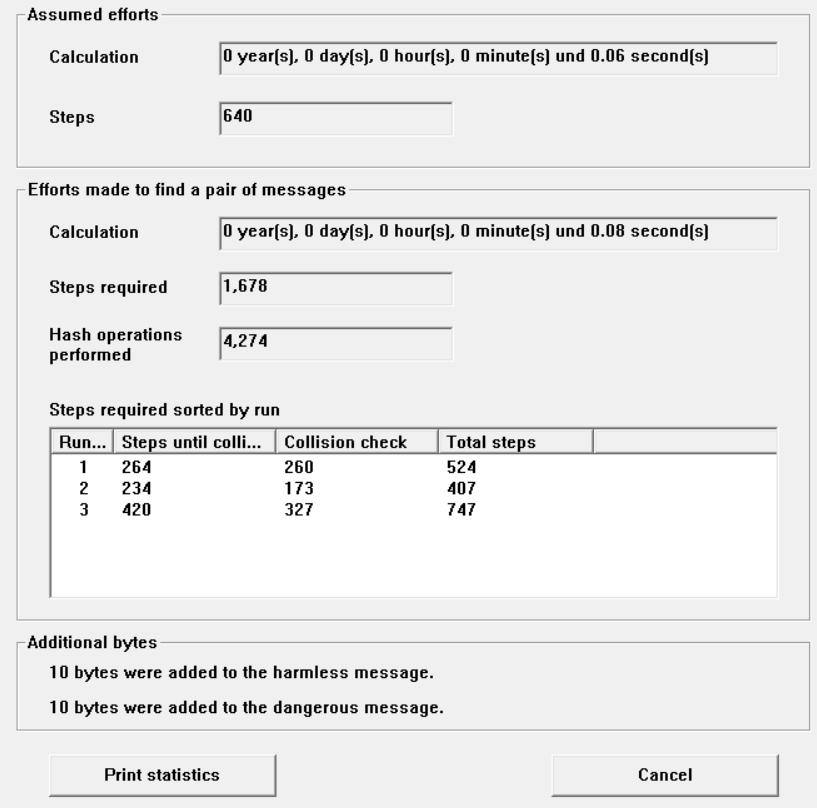 Assumed efforts
Calculation 0 year(s), 0 day(s), 0 hour(s), 0 minute(s) und 0.06 second(s)
Steps 640
Efforts made to find a pair of messages
Calculation 0 year(s), 0 day(s), 0 hour(s), 0 minute(s) und 0.08 second(s)
Steps required 1,678
Hash operations
performed 4,274
Steps required sorted by run
Run... Steps until colli... Collision check Total steps
1 264 260 524
2 234 173 407
3 420 327 747
Additional bytes
10 bytes were added to the harmless message.
10 bytes were added to the dangerous message.
Print statistics Cancel